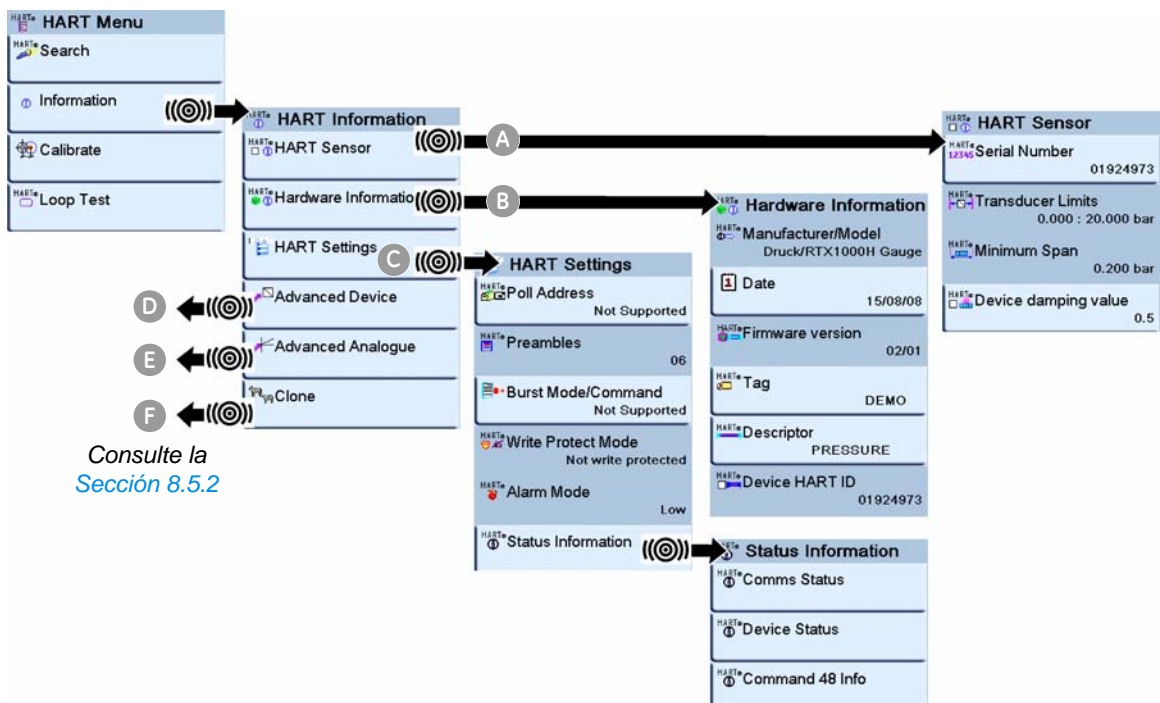 HART Menu
Search
Information
Calibrate
Loop Test
HART Information
HART Sensor
Hardware Informatio
HART Settings
Advanced Device
Advanced Analogue
Clone
A
B
C
D
E
F
Consulte la
Sección 8.5.2
HART Settings
Poll Address
Not Supported
Preambles
06
Burst Mode/Command
Not Supported
Write Protect Mode
Not write protected
Alarm Mode
Low
Status Information
Hardware Information
Manufacturer/Model
Druck/RTX1000H Gauge
Date
15/08/08
Firmware version
02/01
Tag
DEMO
Descriptor
PRESSURE
Device HART ID
01924973
Status Information
Comms Status
Device Status
Command 48 Info
HART Sensor
Serial Number
01924973
Transducer Limits
0.000 : 20.000 bar
Minimum Span
0.200 bar
Device damping value
0.5